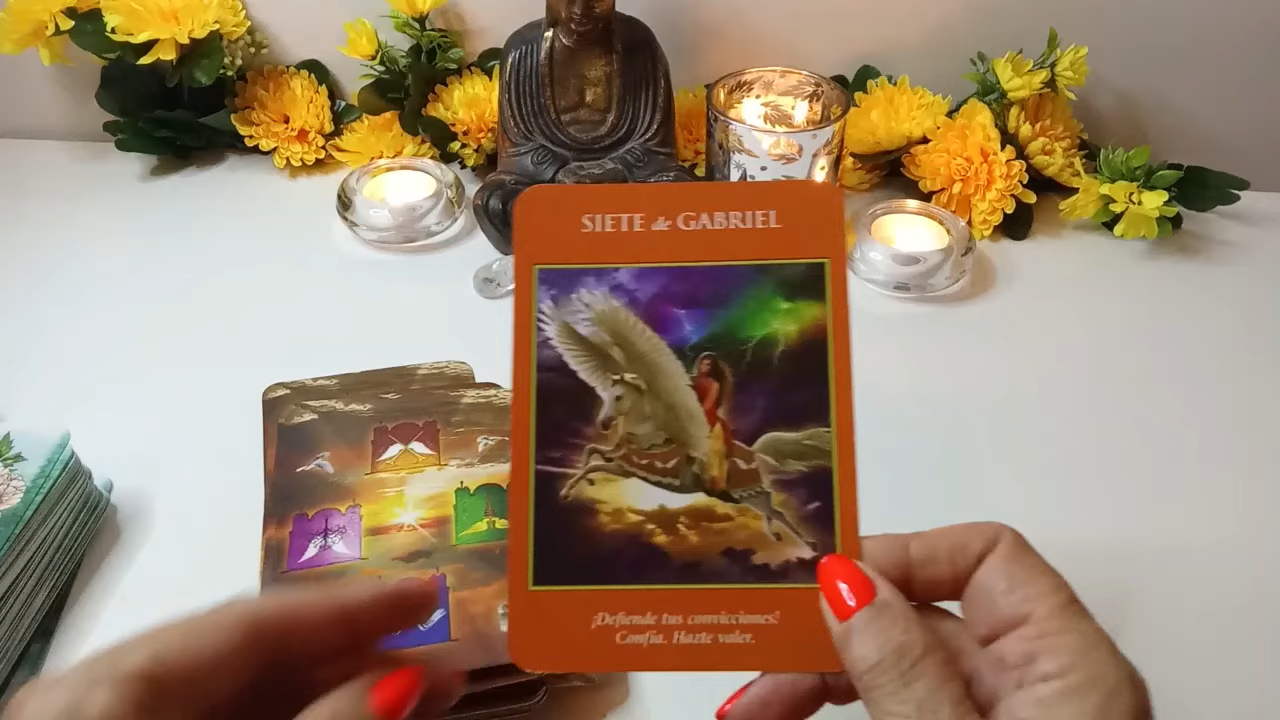 SIETE de GABRIEL
¡Defiende tus convicciones!
Confía. Hazte valer.